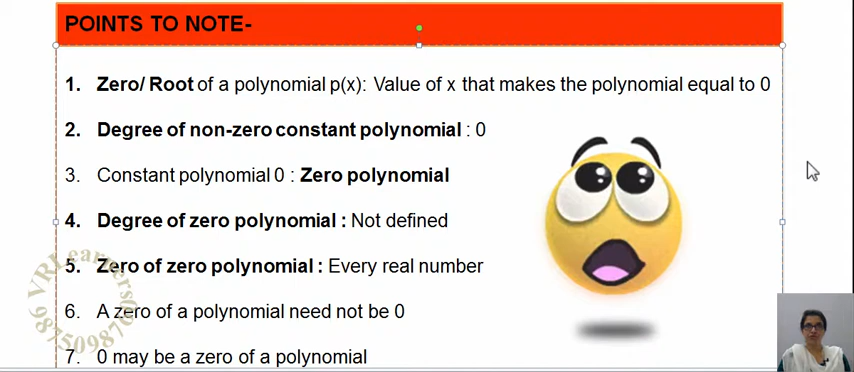 POINTS TO NOTE-
1. Zero/ Root of a polynomial p(x): Value of x that makes the polynomial equal to 0
2. Degree of non-zero constant polynomial : 0
3. Constant polynomial 0 : Zero polynomial
4. Degree of zero polynomial : Not defined
5. Zero of zero polynomial : Every real number
6. A zero of a polynomial need not be 0
7. 0 may be a zero of a polynomial